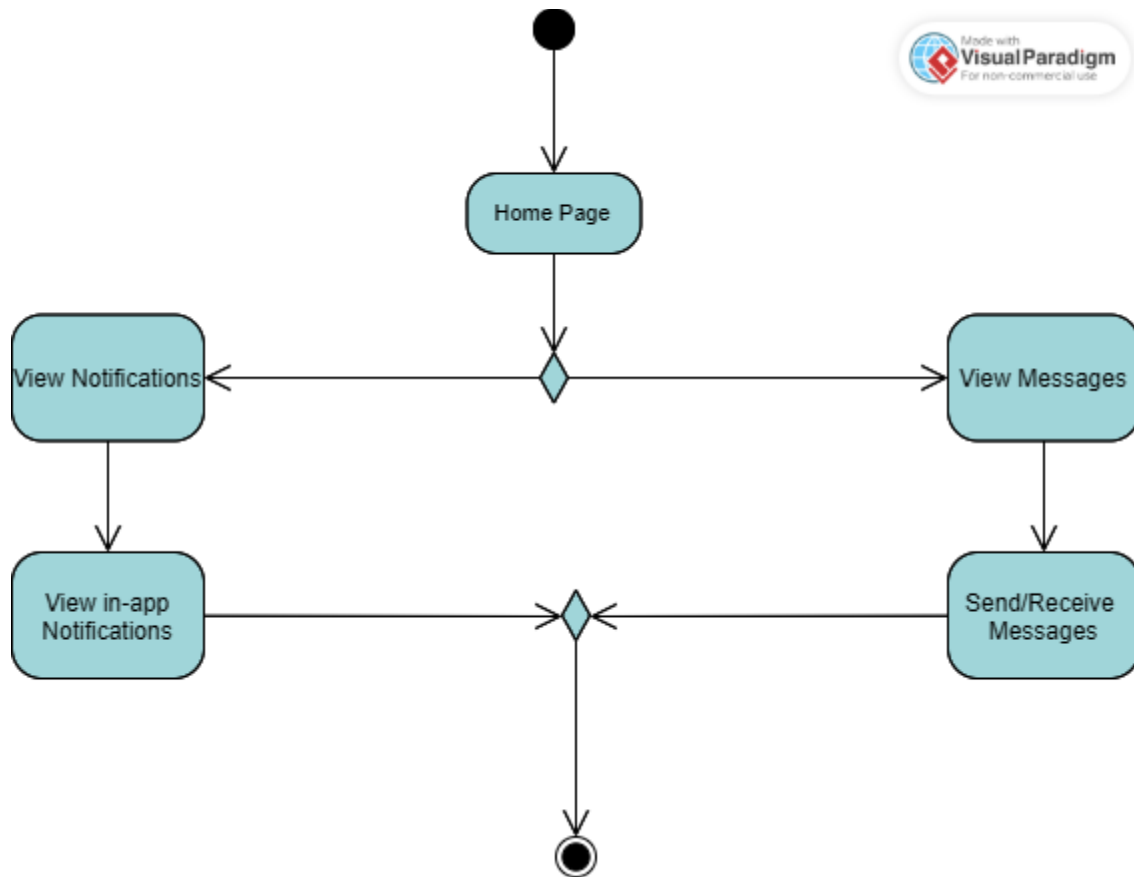 Made with
Visual Paradigm
For non-commercial use
Home Page
View Notifications
View Messages
View in-app
Notifications
Send/Receive
Messages